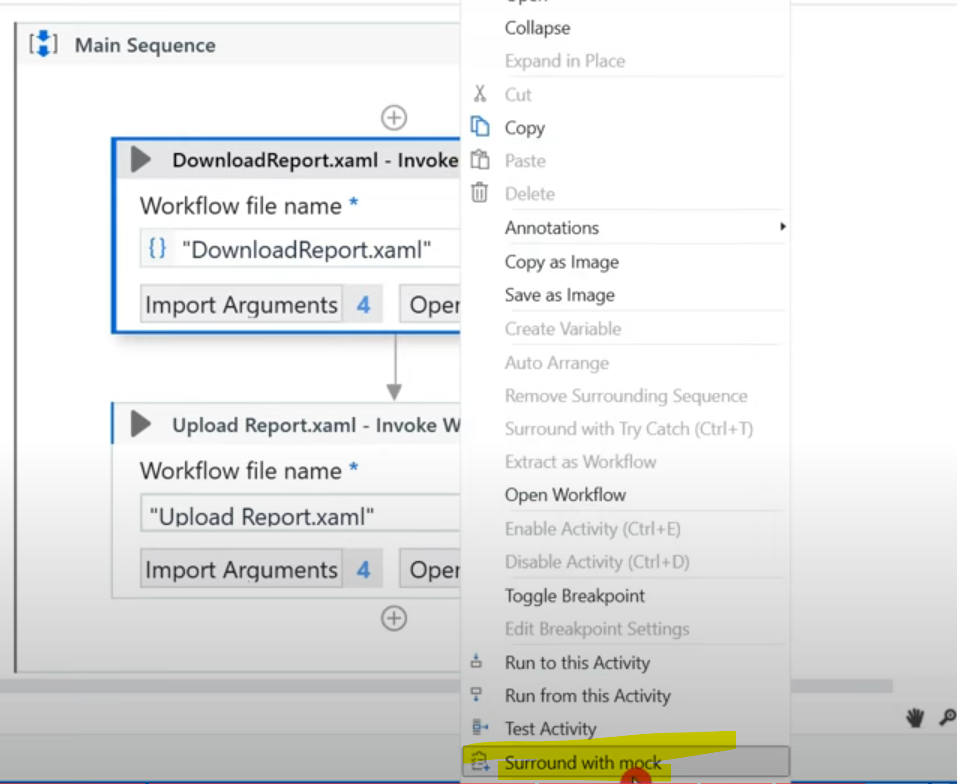 Open
Main Sequence
Collapse
Expand in Place
Cut
Copy
DownloadReport.xaml - Invoke
Paste
Delete
Workflow file name *
Annotations
{} "DownloadReport.xaml"
Copy as Image
Import Arguments 4 Open
Save as Image
Create Variable
Auto Arrange
Remove Surrounding Sequence
Upload Report.xaml - Invoke W
Surround with Try Catch (Ctrl+T)
Extract as Workflow
Workflow file name *
Open Workflow
"Upload Report.xaml"
Enable Activity (Ctrl+E)
Disable Activity (Ctrl+D)
Import Arguments 4 Oper
Toggle Breakpoint
Edit Breakpoint Settings
Run to this Activity
Run from this Activity
Test Activity
Surround with mock